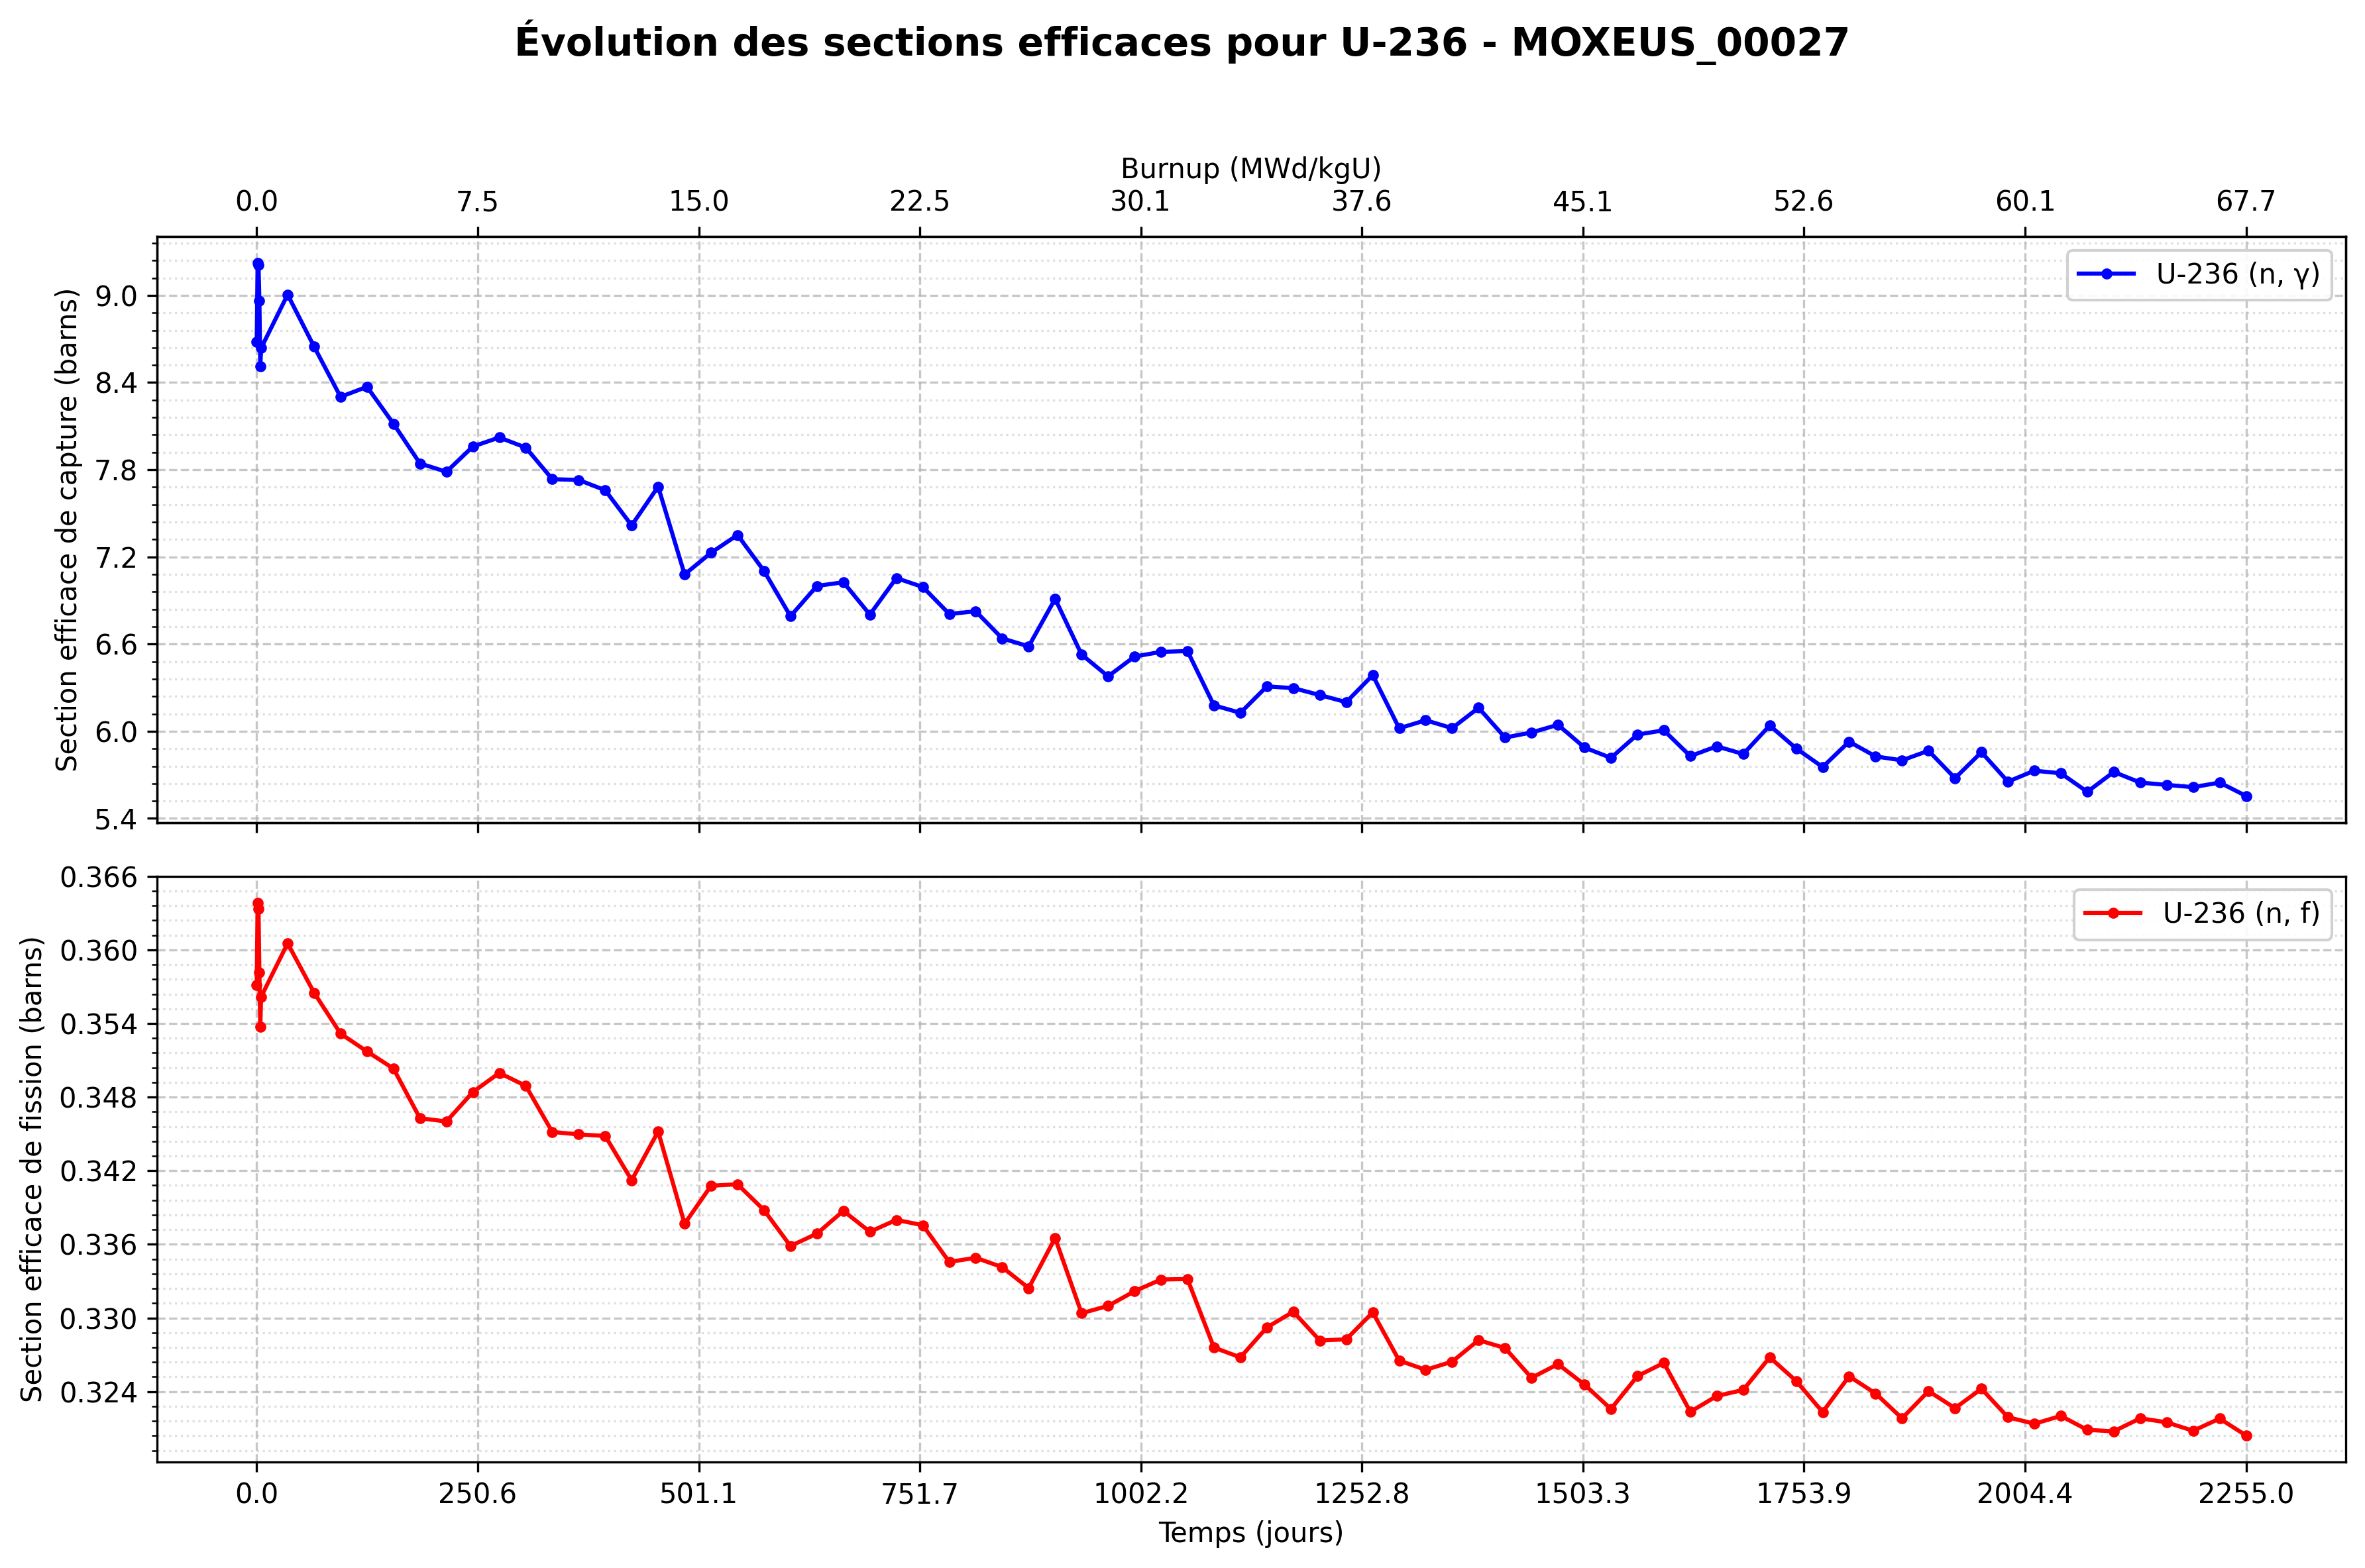 Évolution des sections efficaces pour U-236 - MOXEUS_00027
Burnup (MWd/kgU)
0.0 7.5 15.0 22.5 30.1 37.6 45.1 52.6 60.1 67.7
Section efficace de capture (barns)
9.0
8.4
7.8
7.2
6.6
6.0
5.4
U-236 (n, γ)
Section efficace de fission (barns)
0.366
0.360
0.354
0.348
0.342
0.336
0.330
0.324
U-236 (n, f)
0.0 250.6 501.1 751.7 1002.2 1252.8 1503.3 1753.9 2004.4 2255.0
Temps (jours)